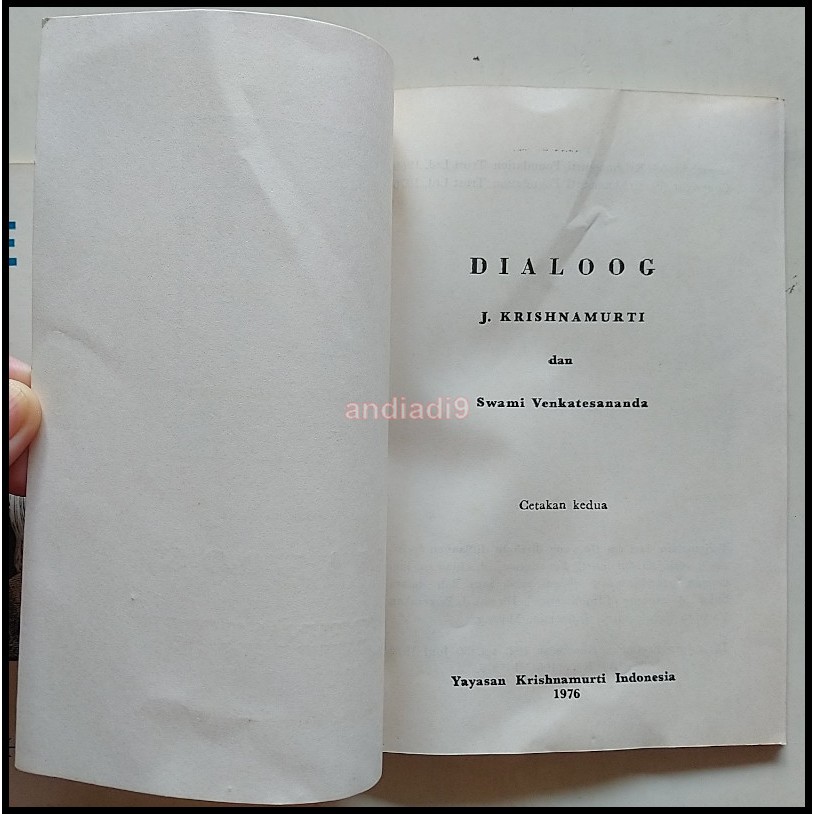 DIALOOG
J. KRISHNAMURTI
dan
Swami Venkatesananda
andiadi9
Cetakan kedua
Yayasan Krishnamurti Indonesia
1976